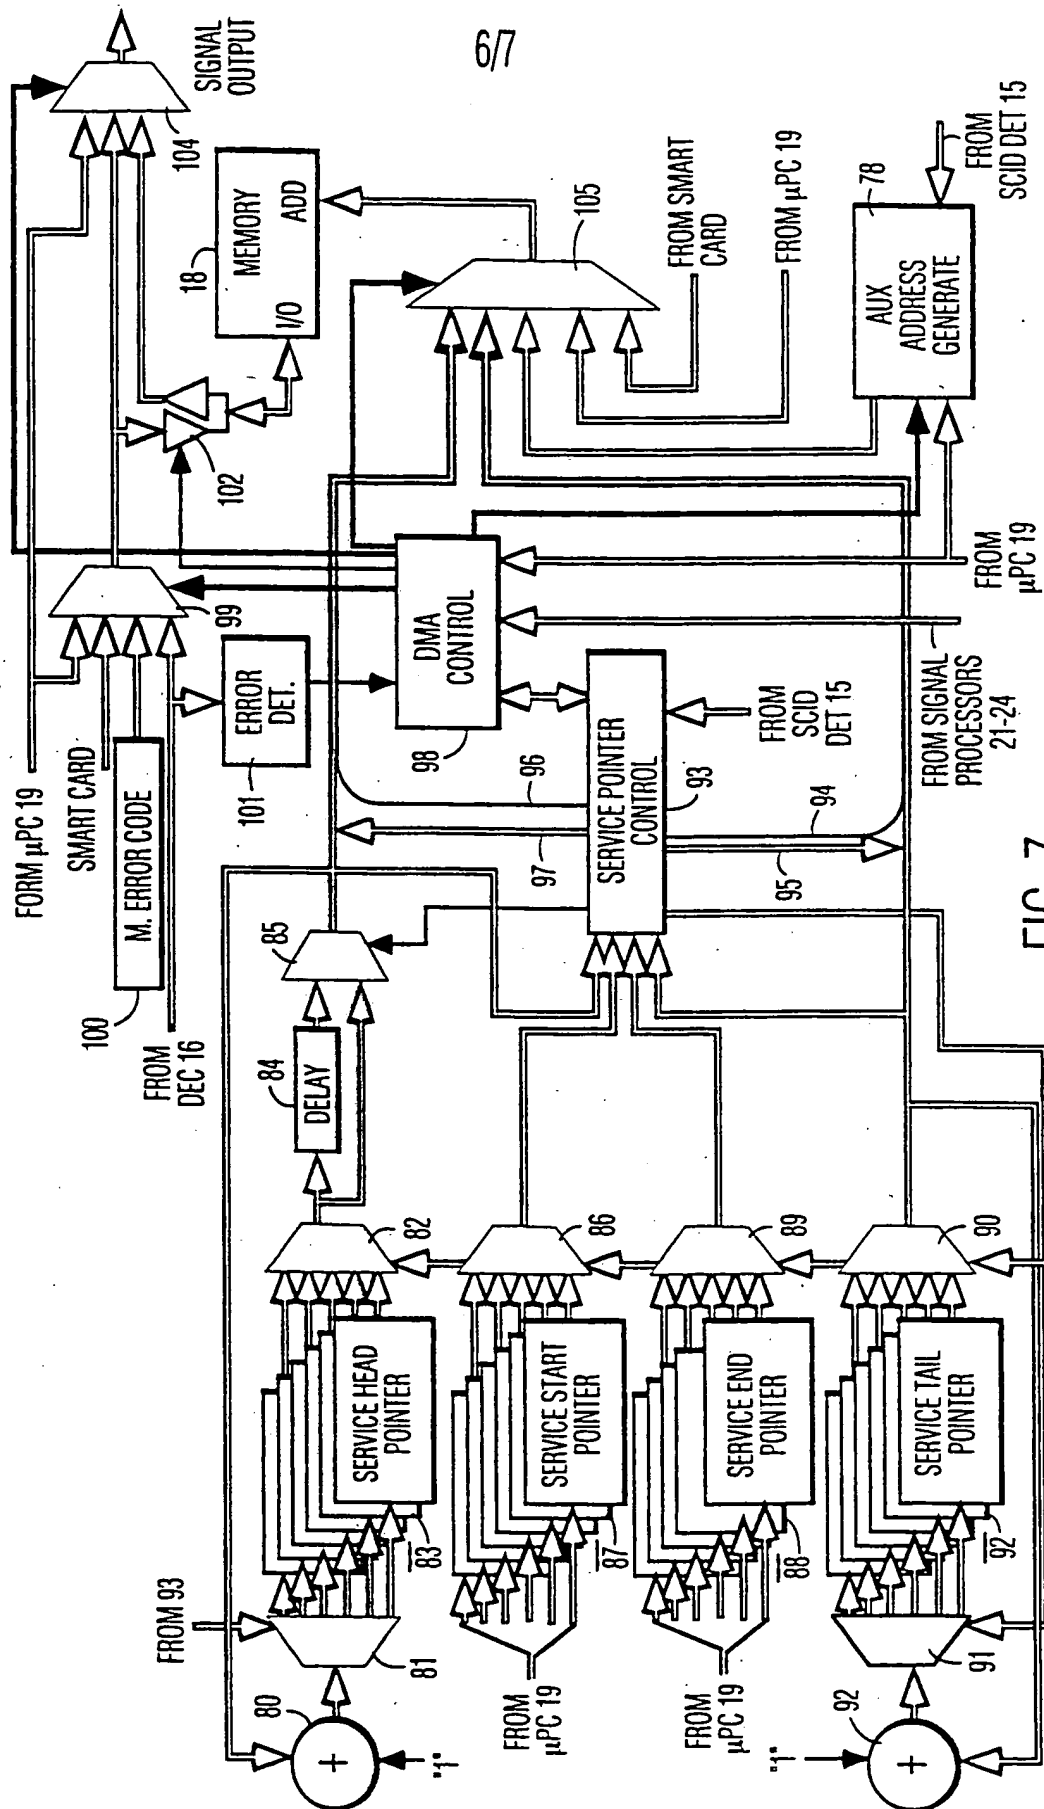 6/7
SIGNAL
OUTPUT
104
FORM µPC 19
SMART CARD
M. ERROR CODE
100
FROM
DEC 16
99
102
18
MEMORY
ADD
I/O
ERROR
DET.
101
DMA
CONTROL
98
105
FROM SMART
CARD
FROM µPC 19
78
AUX
ADDRESS
GENERATE
FROM
SCID DET 15
FROM
µPC 19
FROM SIGNAL
PROCESSORS
21-24
FROM
SCID
DET 15
SERVICE POINTER
CONTROL
93
96
97
94
95
85
84
DELAY
82
86
89
90
SERVICE HEAD
POINTER
83
SERVICE START
POINTER
87
SERVICE END
POINTER
88
SERVICE TAIL
POINTER
92
FROM 93
81
80
+
"1"
FROM
µPC 19
FROM
µPC 19
91
92
+
"1"